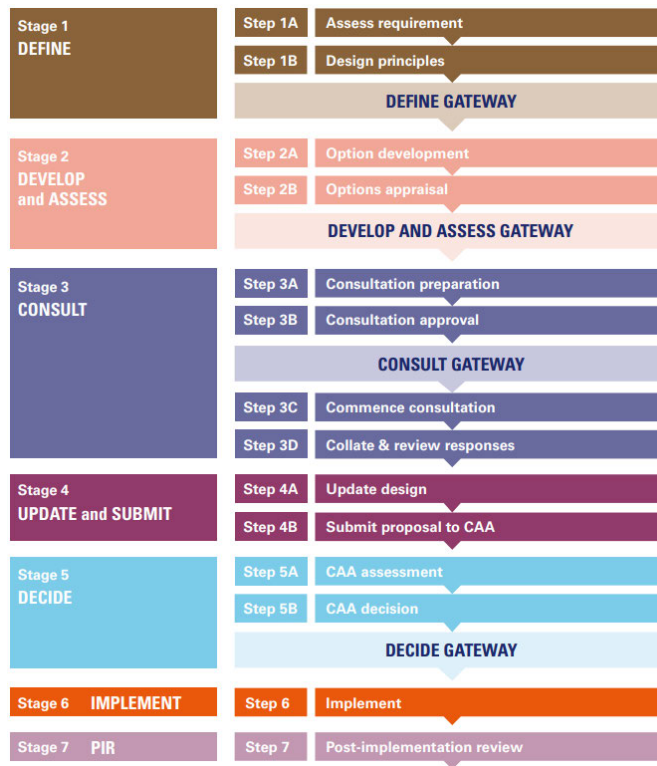 Stage 1
DEFINE
Step 1A Assess requirement
Step 1B Design principles
DEFINE GATEWAY
Stage 2
DEVELOP
and ASSESS
Step 2A Option development
Step 2B Options appraisal
DEVELOP AND ASSESS GATEWAY
Stage 3
CONSULT
Step 3A Consultation preparation
Step 3B Consultation approval
CONSULT GATEWAY
Step 3C Commence consultation
Step 3D Collate & review responses
Stage 4
UPDATE and SUBMIT
Step 4A Update design
Step 4B Submit proposal to CAA
Stage 5
DECIDE
Step 5A CAA assessment
Step 5B CAA decision
DECIDE GATEWAY
Stage 6 IMPLEMENT
Step 6 Implement
Stage 7 PIR
Step 7 Post-implementation review